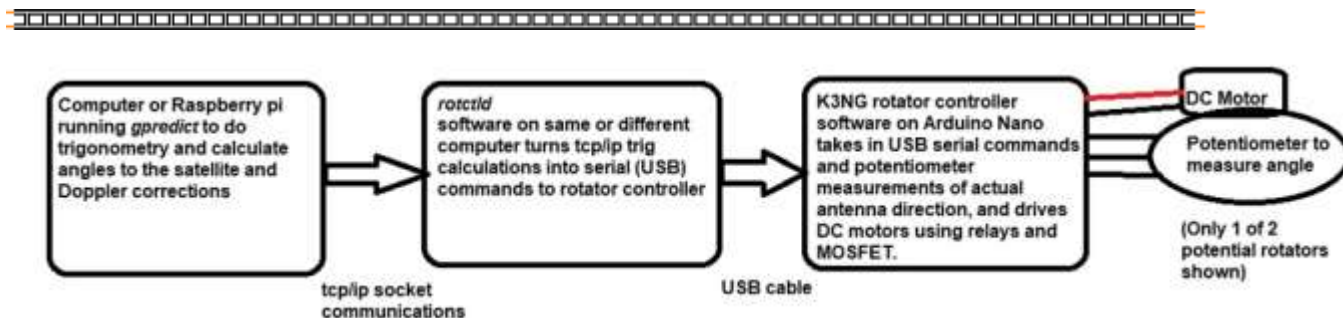 Computer or Raspberry pi
running gpredict to do
trigonometry and calculate
angles to the satellite and
Doppler corrections
tcp/ip socket
communications
rotctld
software on same or different
computer turns tcp/ip trig
calculations into serial (USB)
commands to rotator controller
USB cable
K3NG rotator controller
software on Arduino Nano
takes in USB serial commands
and potentiometer
measurements of actual
antenna direction, and drives
DC motors using relays and
MOSFET.
DC Motor
Potentiometer to
measure angle
(Only 1 of 2
potential rotators
shown)